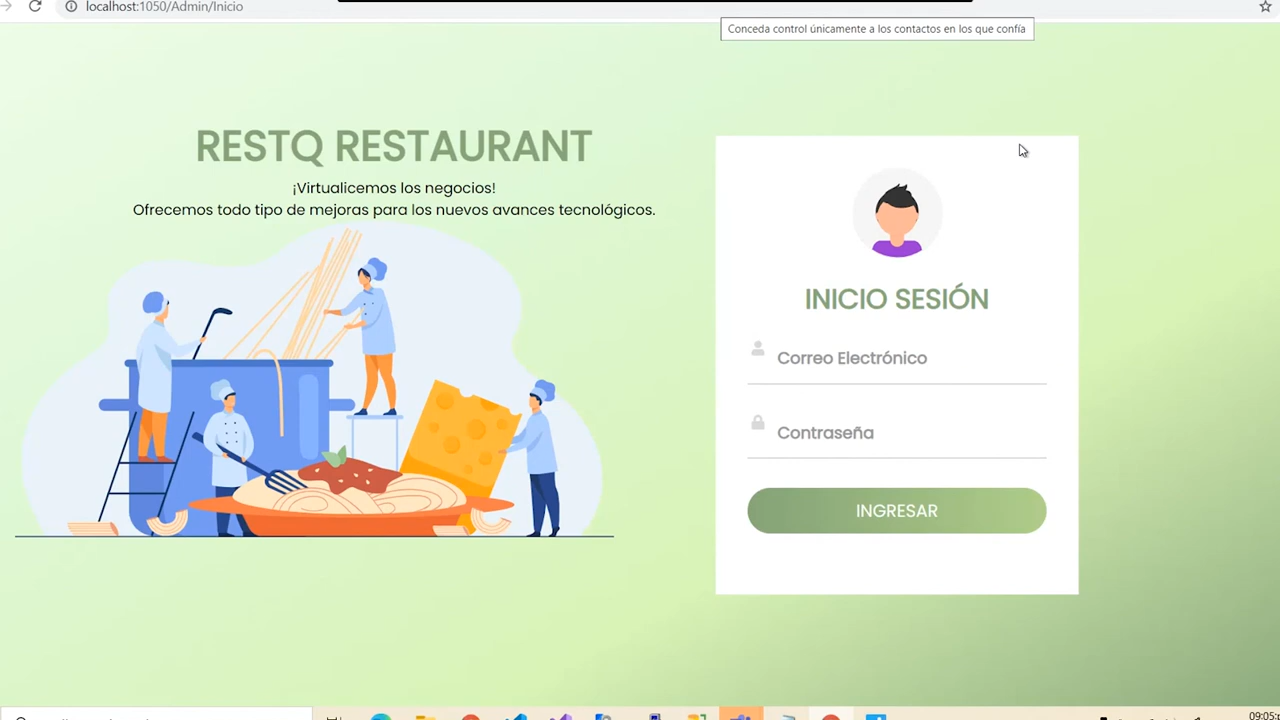 localhost:1050/Admin/Inicio
Conceda control únicamente a los contactos en los que confía
RESTQ RESTAURANT
¡Virtualicemos los negocios!
Ofrecemos todo tipo de mejoras para los nuevos avances tecnológicos.
INICIO SESIÓN
Correo Electrónico
Contraseña
INGRESAR